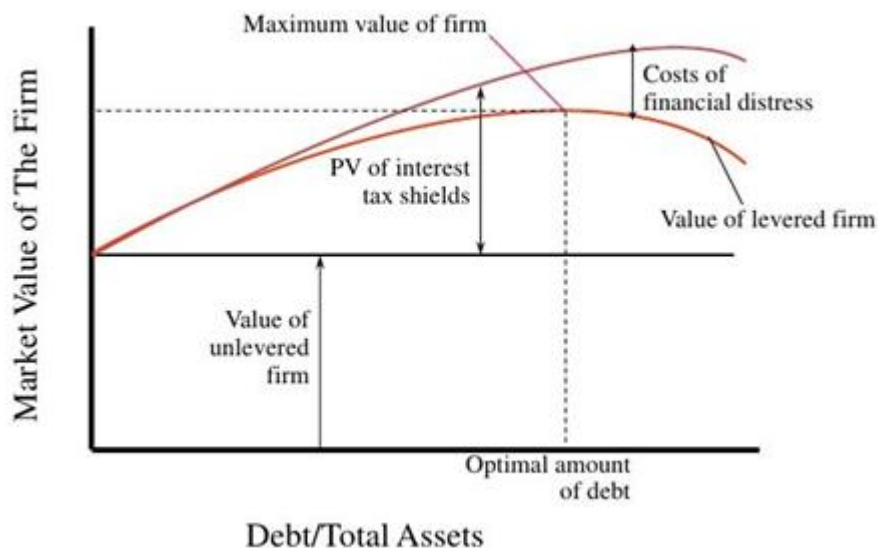 Maximum value of firm
Costs of
financial distress
PV of interest
tax shields
Value of levered firm
Value of
unlevered
firm
Market Value of The Firm
Optimal amount
of debt
Debt/Total Assets